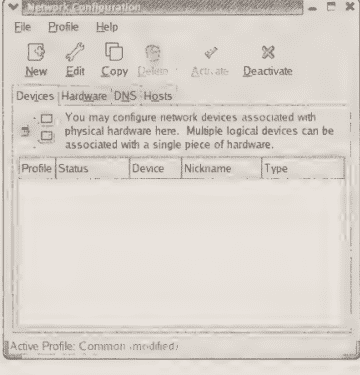 Network Configuration
File Profile Help
New Edit Copy Delete Activate Deactivate
Devices Hardware DNS Hosts
You may configure network devices associated with
physical hardware here. Multiple logical devices can be
associated with a single piece of hardware.
Profile Status Device Nickname Type
Active Profile: Common (modified)